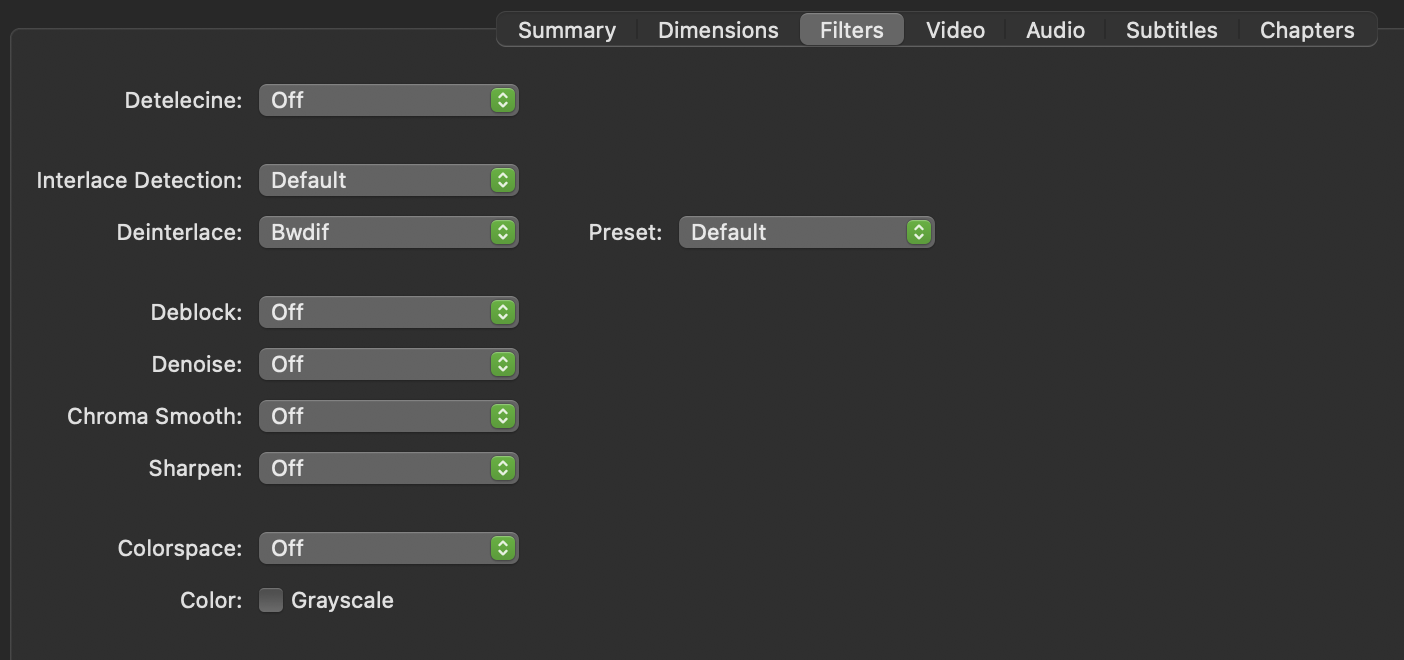 Summary Dimensions Filters Video Audio Subtitles Chapters
Detelecine: Off
Interlace Detection: Default
Deinterlace: Bwdif Preset: Default
Deblock: Off
Denoise: Off
Chroma Smooth: Off
Sharpen: Off
Colorspace: Off
Color: Grayscale